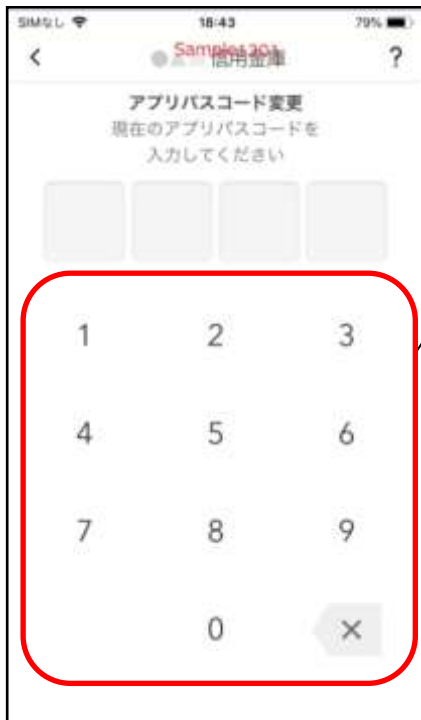 SIMなし 18:43 79%
< 信用金庫 ?
アプリパスコード変更
現在のアプリパスコードを
入力してください
1 2 3
4 5 6
7 8 9
0 ×